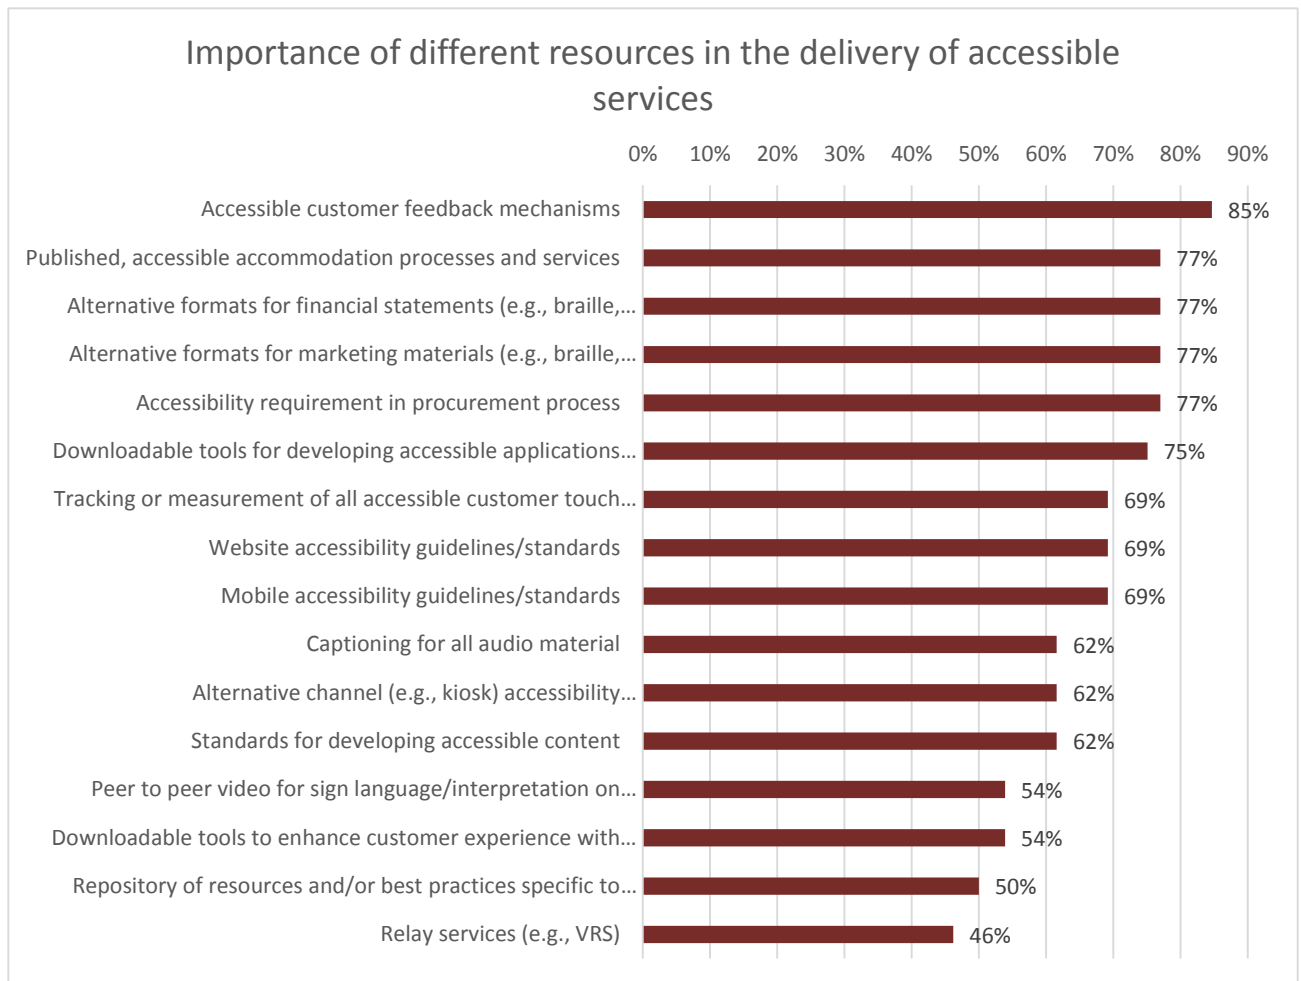 Importance of different resources in the delivery of accessible
services
0% 10% 20% 30% 40% 50% 60% 70% 80% 90%
Accessible customer feedback mechanisms 85%
Published, accessible accommodation processes and services 77%
Alternative formats for financial statements (e.g., braille,... 77%
Alternative formats for marketing materials (e.g., braille,... 77%
Accessibility requirement in procurement process 77%
Downloadable tools for developing accessible applications... 75%
Tracking or measurement of all accessible customer touch... 69%
Website accessibility guidelines/standards 69%
Mobile accessibility guidelines/standards 69%
Captioning for all audio material 62%
Alternative channel (e.g., kiosk) accessibility... 62%
Standards for developing accessible content 62%
Peer to peer video for sign language/interpretation on... 54%
Downloadable tools to enhance customer experience with... 54%
Repository of resources and/or best practices specific to... 50%
Relay services (e.g., VRS) 46%